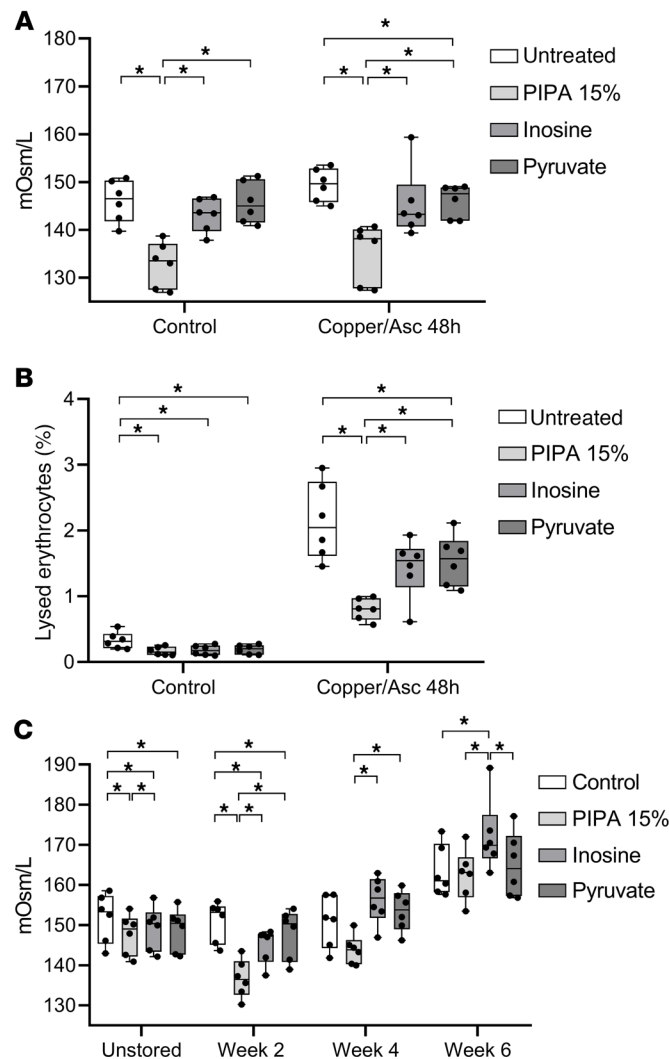 A
180
170
160
150
140
130
mOsm/L
* * * * * * *
Control
Copper/Asc 48h
Untreated
PIPA 15%
Inosine
Pyruvate
B
4
3
2
1
0
Lysed erythrocytes (%)
* * * * * * *
Control
Copper/Asc 48h
Untreated
PIPA 15%
Inosine
Pyruvate
C
190
180
170
160
150
140
130
mOsm/L
* * * * * * * * * * * * * *
Unstored
Week 2
Week 4
Week 6
Control
PIPA 15%
Inosine
Pyruvate